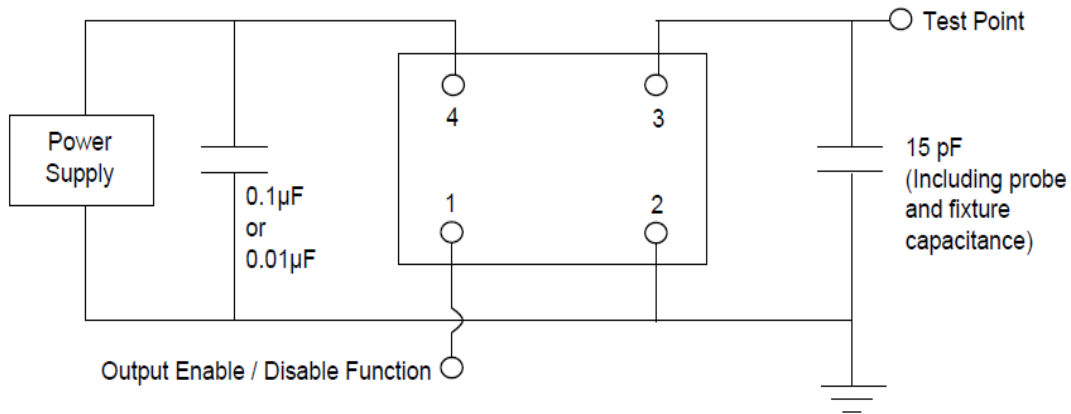 Test Point
4
3
Power
Supply
0.1µF
or
0.01µF
1
2
15 pF
(Including probe
and fixture
capacitance)
Output Enable / Disable Function